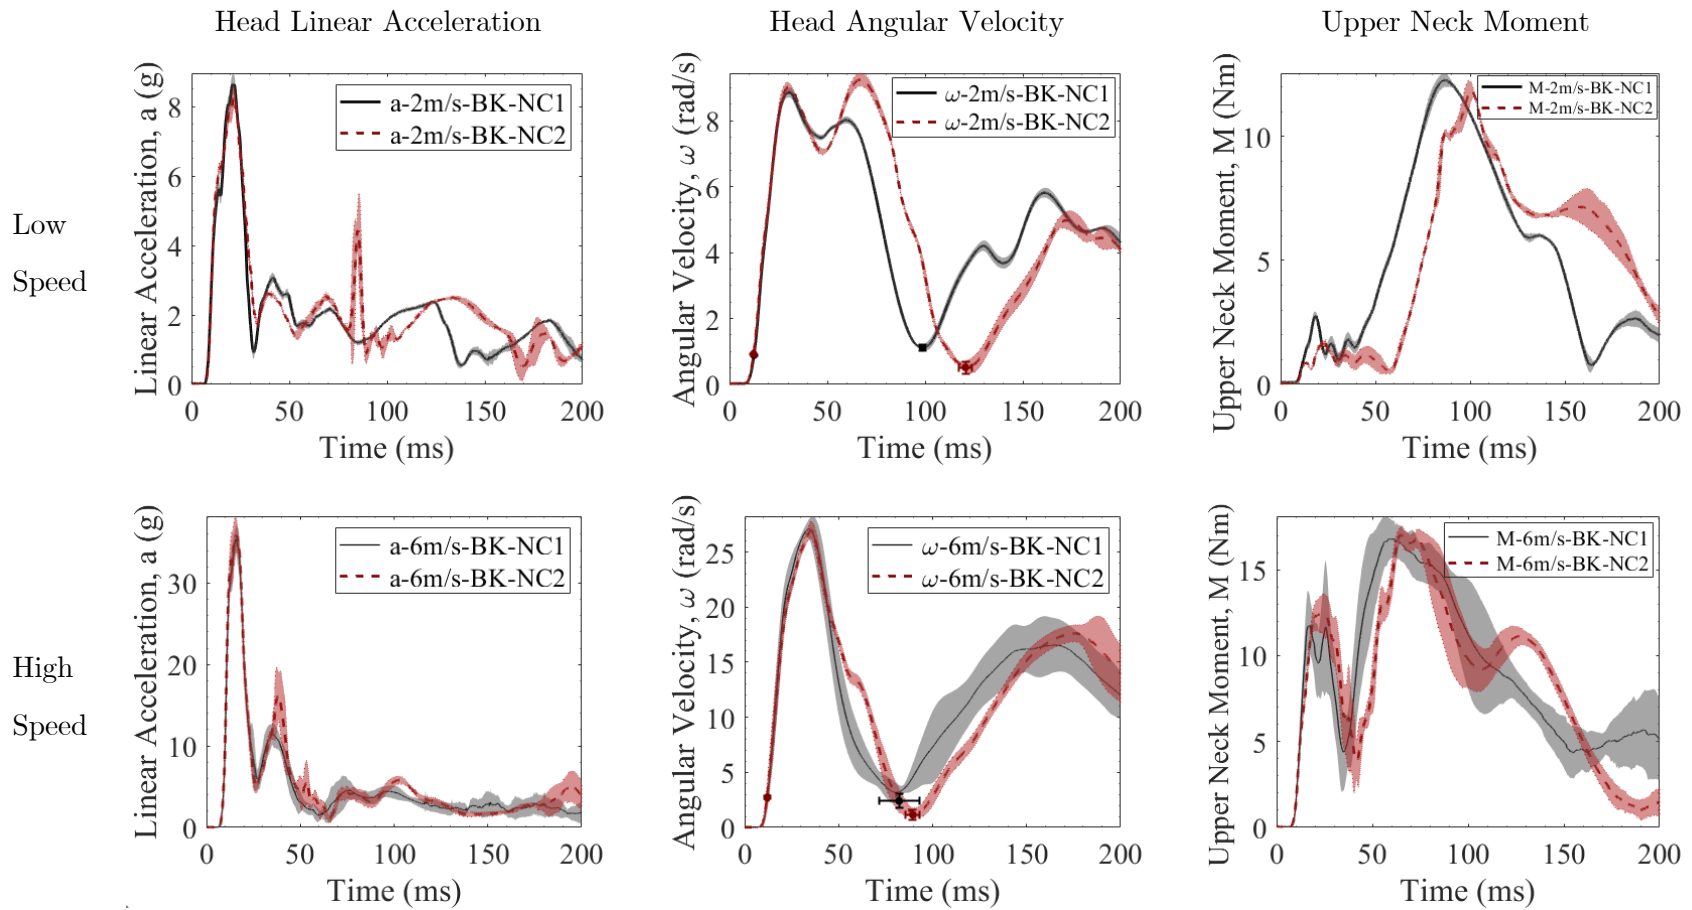 Head Linear Acceleration
Head Angular Velocity
Upper Neck Moment
Low
Speed
Linear Acceleration, a (g)
8
6
4
2
0
a-2m/s-BK-NC1
a-2m/s-BK-NC2
0 50 100 150 200
Time (ms)
Angular Velocity, ω (rad/s)
8
6
4
2
0
ω-2m/s-BK-NC1
ω-2m/s-BK-NC2
0 50 100 150 200
Time (ms)
Upper Neck Moment, M (Nm)
10
5
0
M-2m/s-BK-NC1
M-2m/s-BK-NC2
0 50 100 150 200
Time (ms)
High
Speed
Linear Acceleration, a (g)
30
20
10
0
a-6m/s-BK-NC1
a-6m/s-BK-NC2
0 50 100 150 200
Time (ms)
Angular Velocity, ω (rad/s)
25
20
15
10
5
0
ω-6m/s-BK-NC1
ω-6m/s-BK-NC2
0 50 100 150 200
Time (ms)
Upper Neck Moment, M (Nm)
15
10
5
0
M-6m/s-BK-NC1
M-6m/s-BK-NC2
0 50 100 150 200
Time (ms)